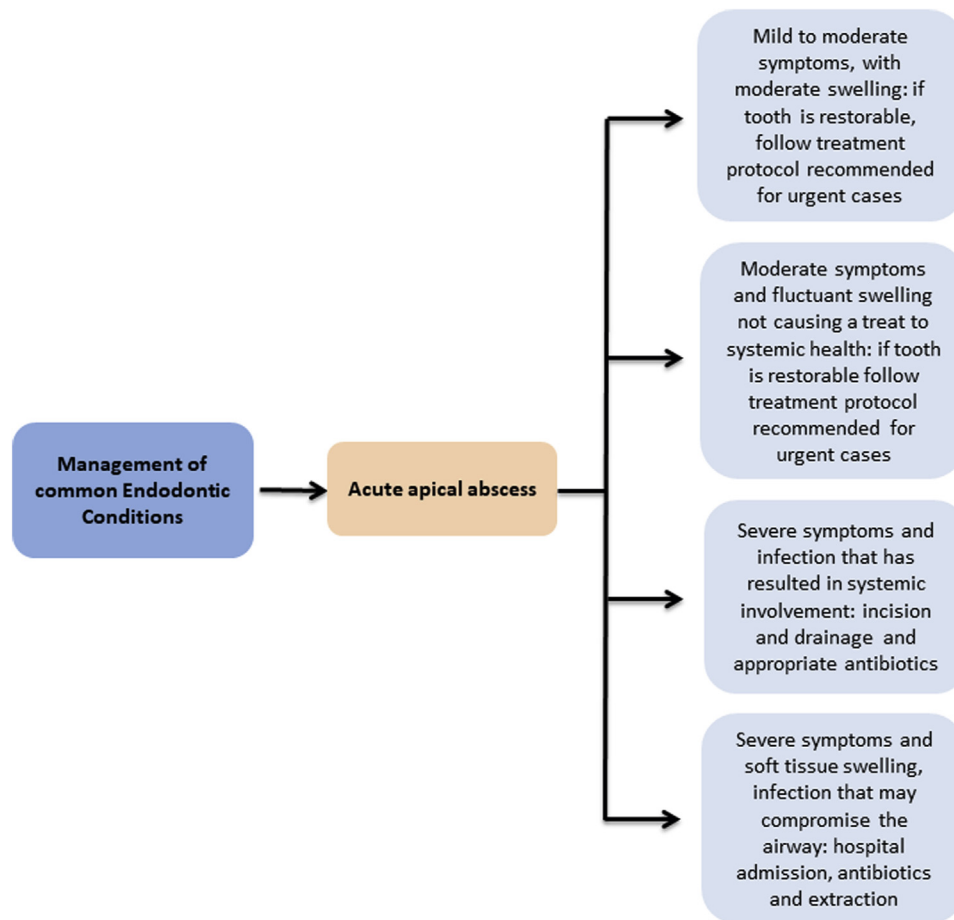 Mild to moderate
symptoms, with
moderate swelling: if
tooth is restorable,
follow treatment
protocol recommended
for urgent cases
Moderate symptoms
and fluctuant swelling
not causing a treat to
systemic health: if tooth
is restorable follow
treatment protocol
recommended for
urgent cases
Management of
common Endodontic
Conditions
Acute apical abscess
Severe symptoms and
infection that has
resulted in systemic
involvement: incision
and drainage and
appropriate antibiotics
Severe symptoms and
soft tissue swelling,
infection that may
compromise the
airway: hospital
admission, antibiotics
and extraction